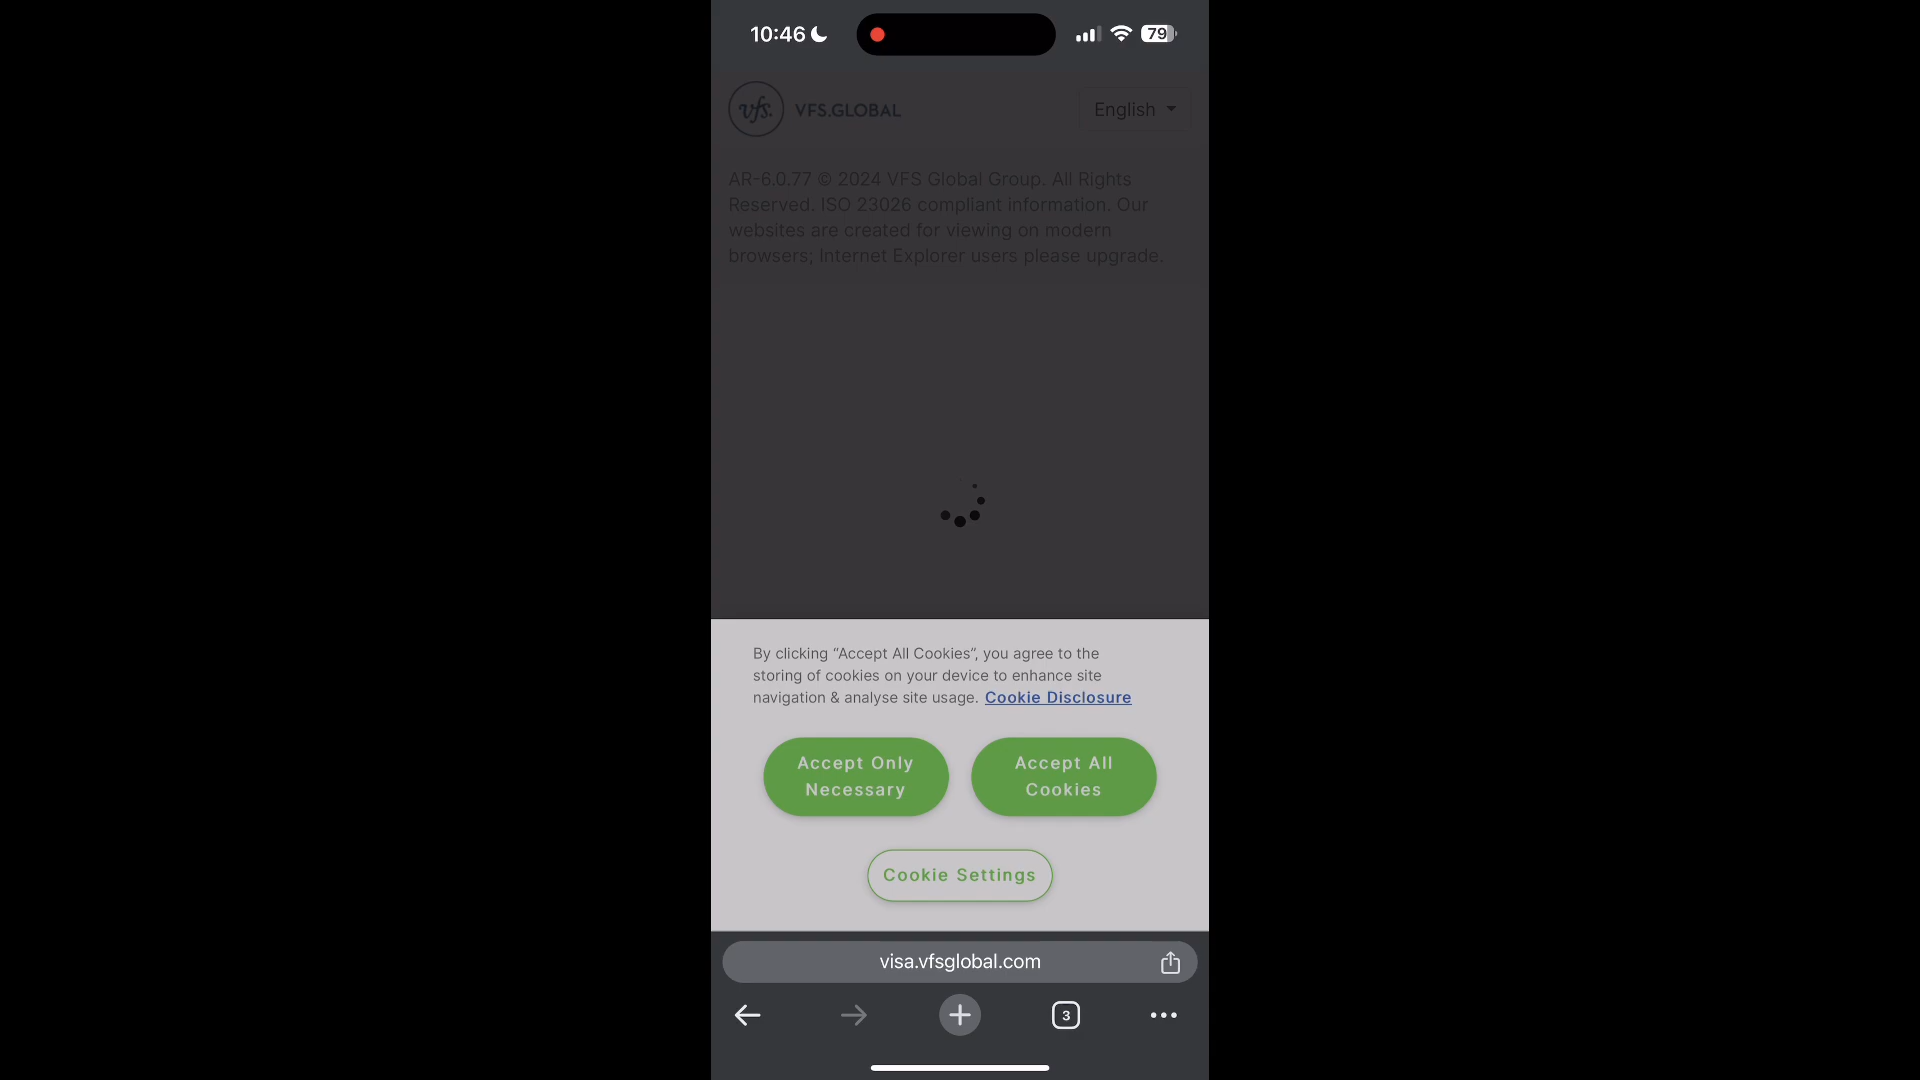 10:46
79
vfs.
VFS.GLOBAL
English
AR-6.0.77 © 2024 VFS Global Group. All Rights
Reserved. ISO 23026 compliant information. Our
websites are created for viewing on modern
browsers; Internet Explorer users please upgrade.
By clicking “Accept All Cookies”, you agree to the
storing of cookies on your device to enhance site
navigation & analyse site usage. Cookie Disclosure
Accept Only
Necessary
Accept All
Cookies
Cookie Settings
visa.vfsglobal.com
3